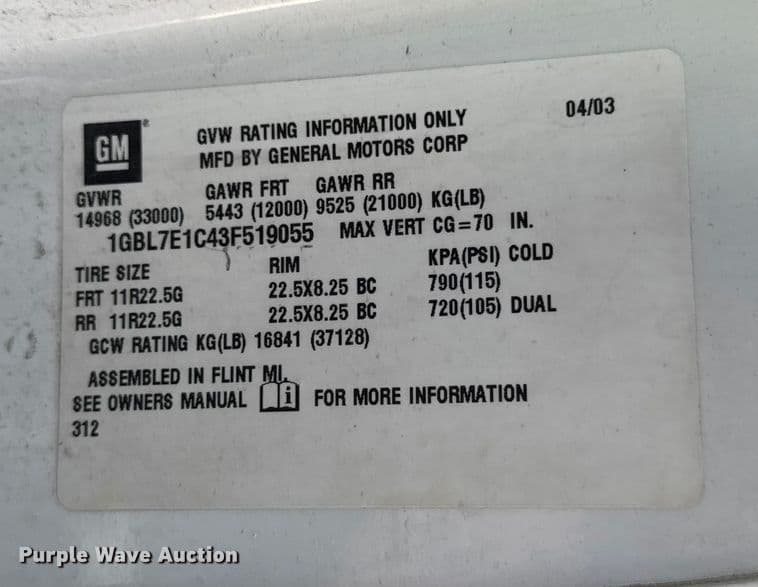 GM ®
GVW RATING INFORMATION ONLY 04/03
MFD BY GENERAL MOTORS CORP
GVWR GAWR FRT GAWR RR
14968 (33000) 5443 (12000) 9525 (21000) KG(LB)
1GBL7E1C43F519055 MAX VERT CG=70 IN.
TIRE SIZE RIM KPA(PSI) COLD
FRT 11R22.5G 22.5X8.25 BC 790(115)
RR 11R22.5G 22.5X8.25 BC 720(105) DUAL
GCW RATING KG(LB) 16841 (37128)
ASSEMBLED IN FLINT MI.
SEE OWNERS MANUAL i FOR MORE INFORMATION
312
Purple Wave Auction